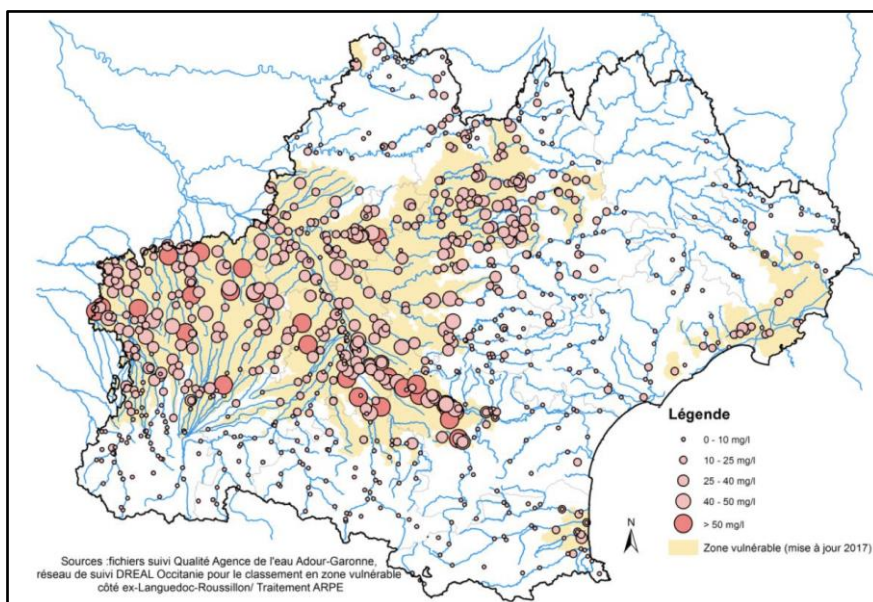 Légende
0 - 10 mg/l
10 - 25 mg/l
25 - 40 mg/l
40 - 50 mg/l
> 50 mg/l
N
Zone vulnérable (mise à jour 2017)
Sources :fichiers suivi Qualité Agence de l'eau Adour-Garonne,
réseau de suivi DREAL Occitanie pour le classement en zone vulnérable
côté ex-Languedoc-Roussillon/ Traitement ARPE